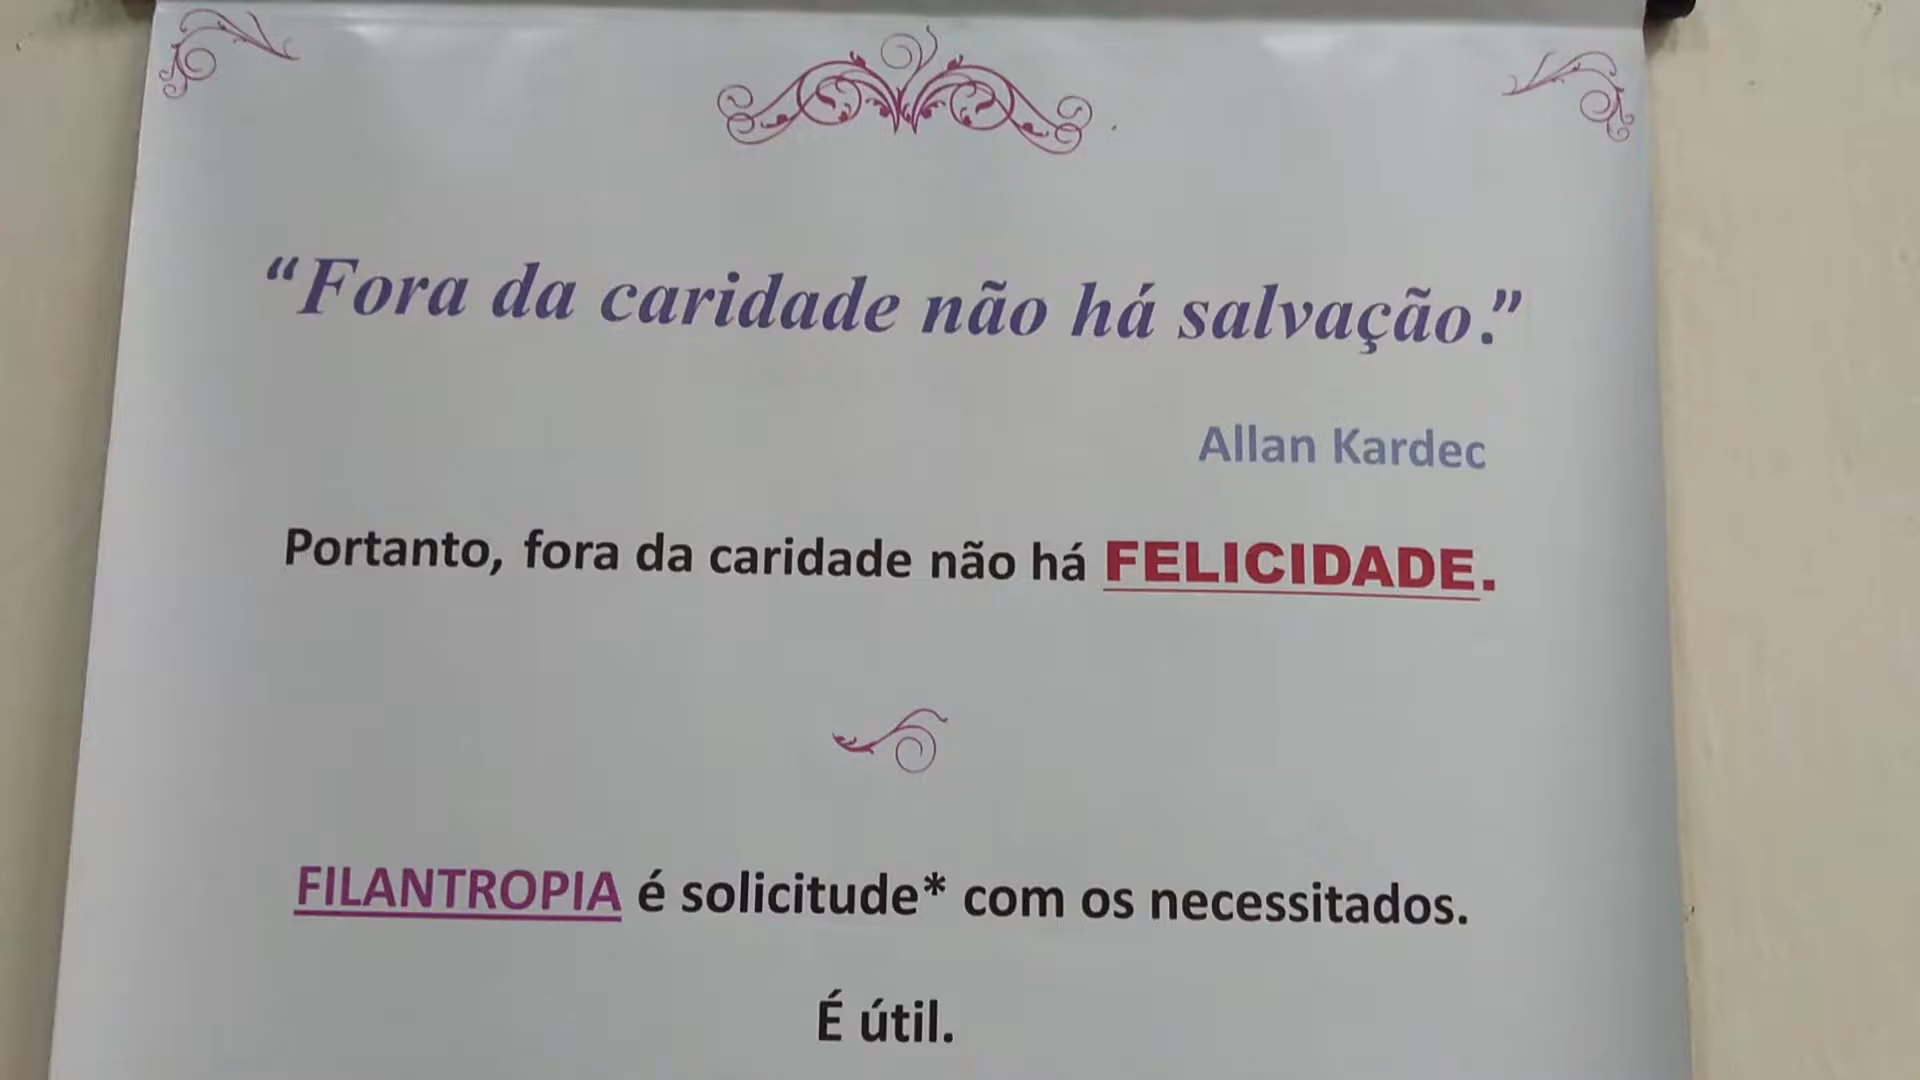 “Fora da caridade não há salvação.”
Allan Kardec
Portanto, fora da caridade não há FELICIDADE.
FILANTROPIA é solicitude* com os necessitados.
É útil.